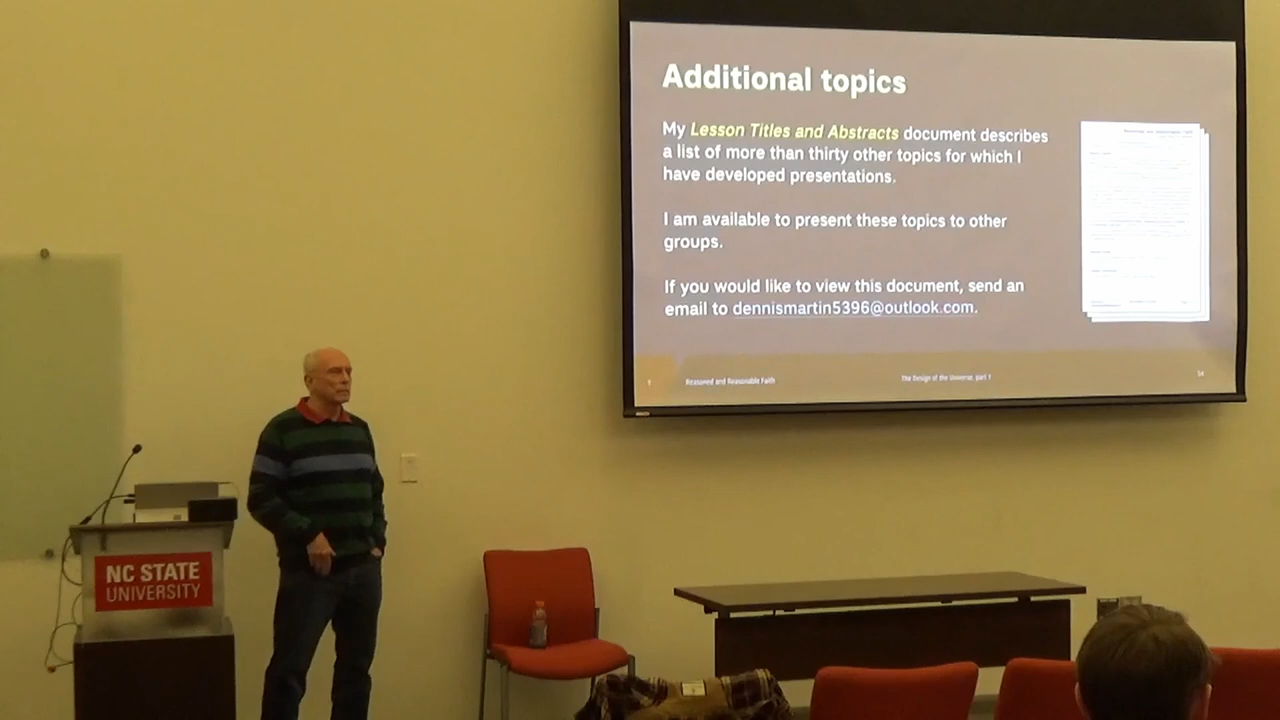 Additional topics
My Lesson Titles and Abstracts document describes
a list of more than thirty other topics for which I
have developed presentations.
I am available to present these topics to other
groups.
If you would like to view this document, send an
email to dennismartin5396@outlook.com.
Reasoned and Reasonable Faith
The Design of the Universe, part 1
NC STATE
UNIVERSITY